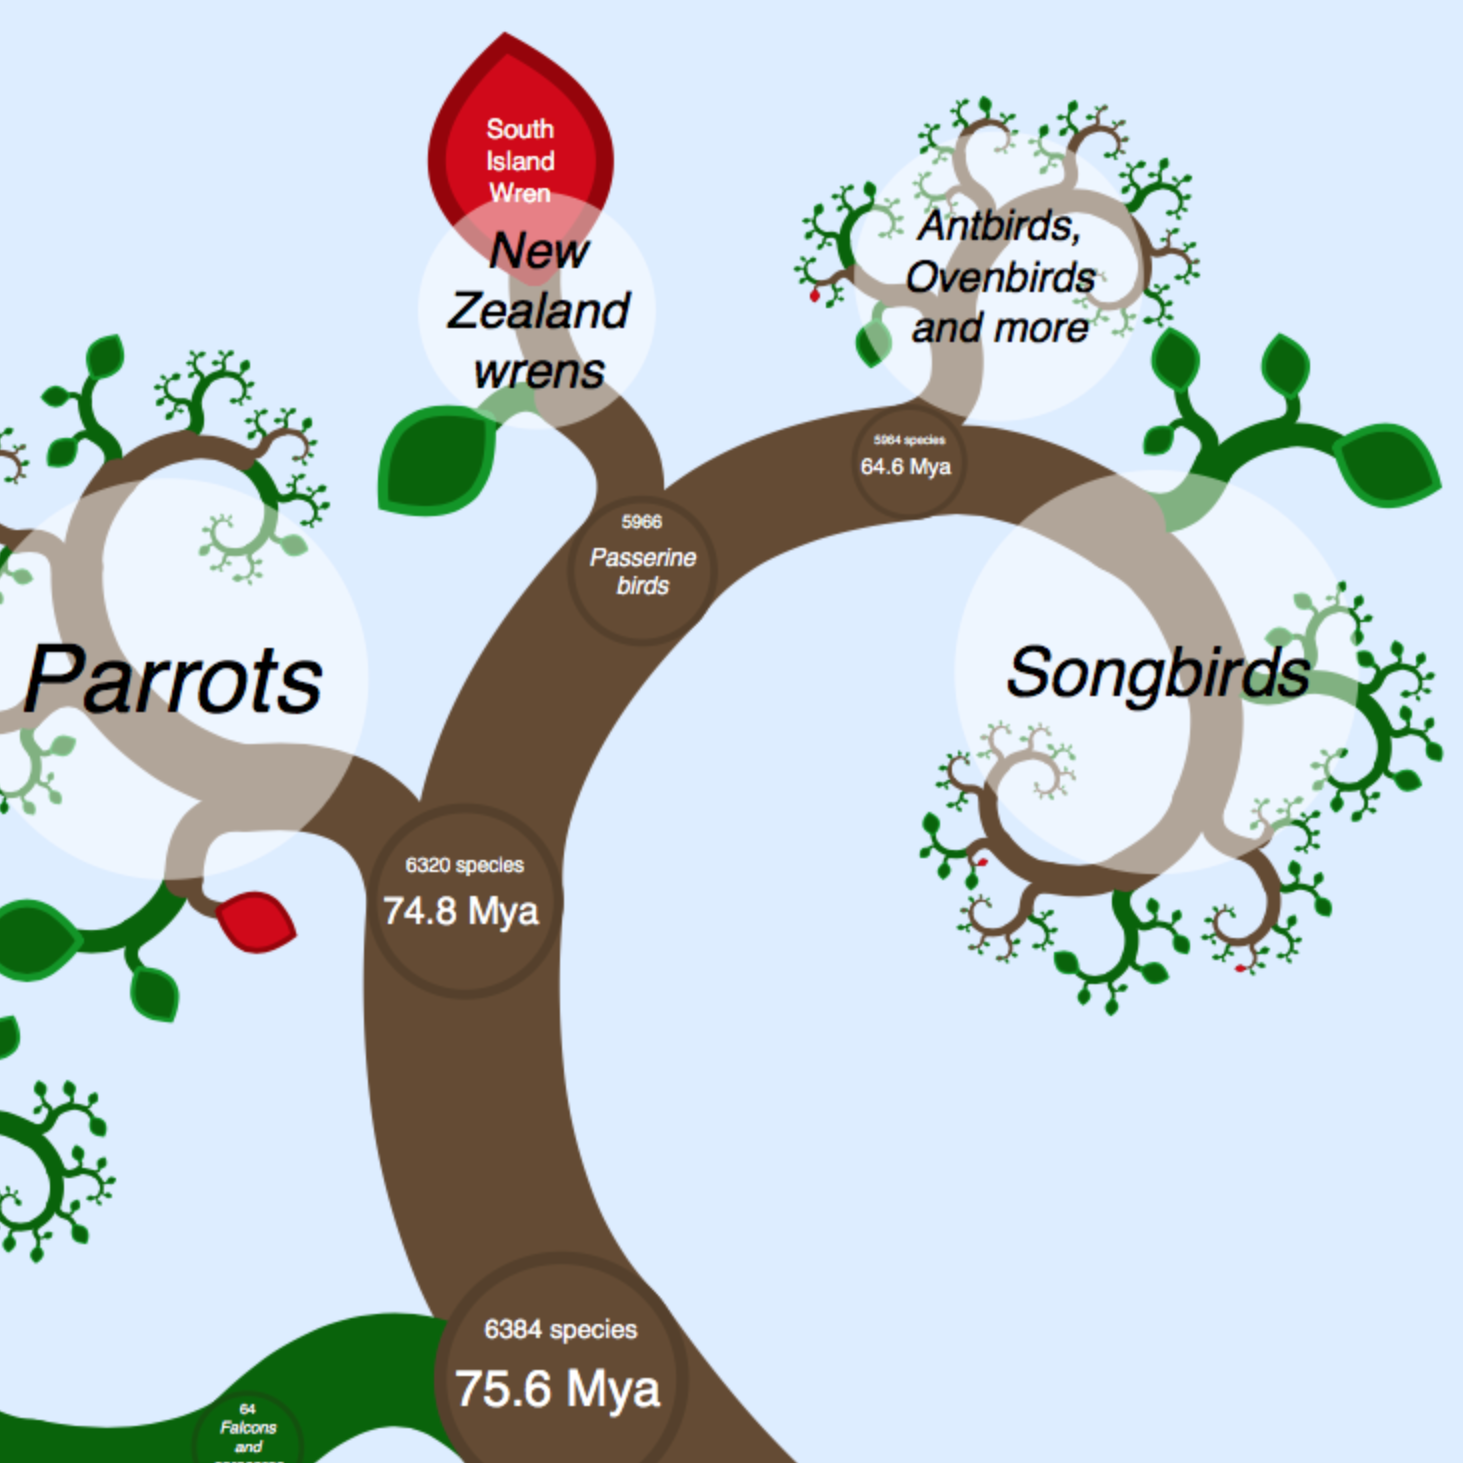 South
Island
Wren
New
Zealand
wrens
Antbirds,
Ovenbirds
and more
5964 species
64.6 Mya
5966
Passerine
birds
Parrots
Songbirds
6320 species
74.8 Mya
6384 species
75.6 Mya
64
Falcons
and